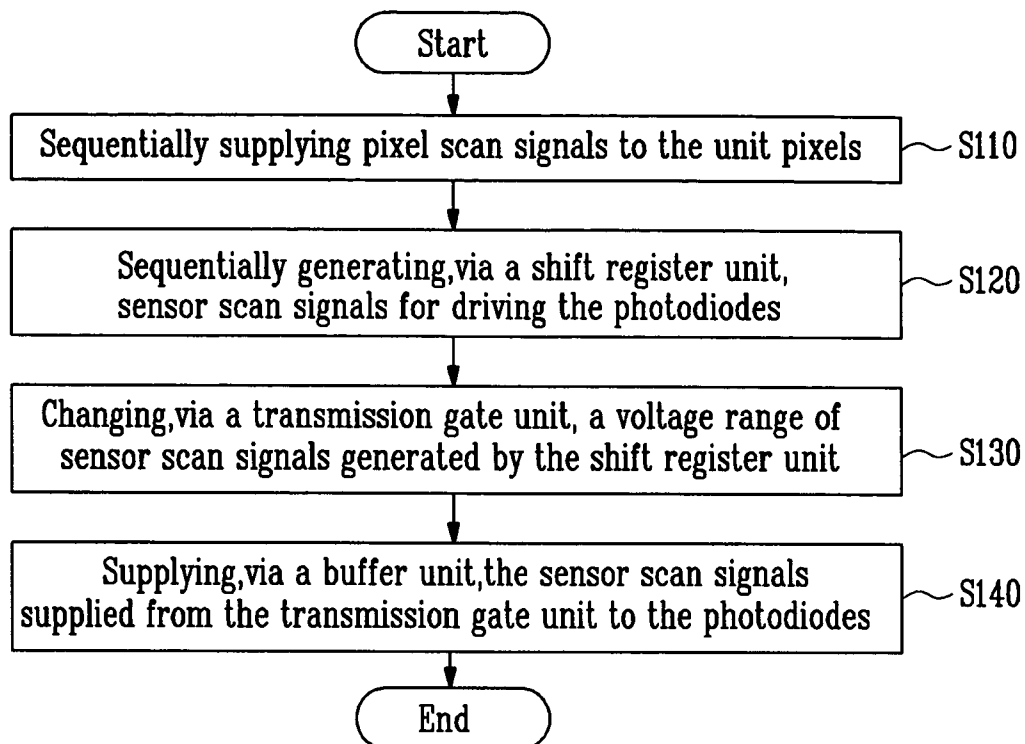 Start
Sequentially supplying pixel scan signals to the unit pixels
S110
Sequentially generating,via a shift register unit,
sensor scan signals for driving the photodiodes
S120
Changing,via a transmission gate unit, a voltage range of
sensor scan signals generated by the shift register unit
S130
Supplying,via a buffer unit,the sensor scan signals
supplied from the transmission gate unit to the photodiodes
S140
End